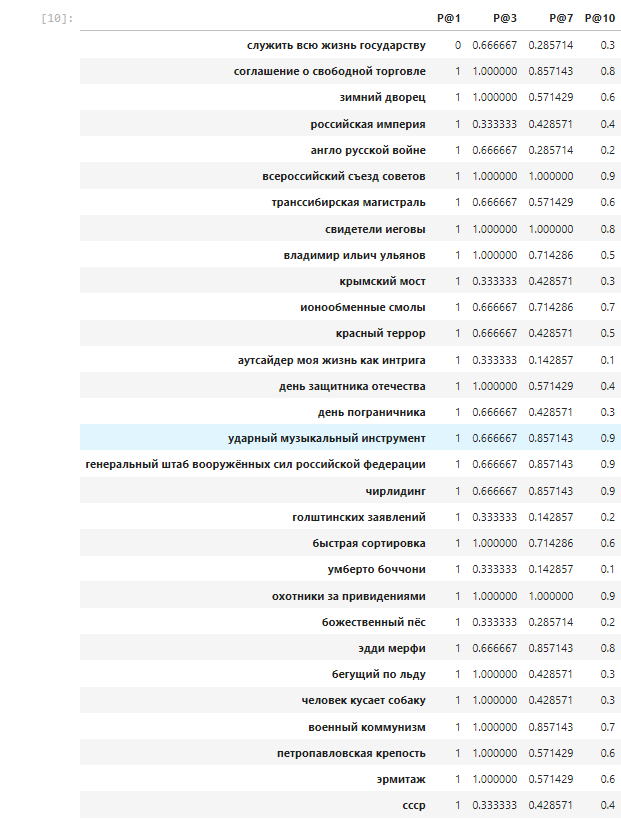 [10]:
P@1 P@3 P@7 P@10
служить всю жизнь государству 0 0.666667 0.285714 0.3
соглашение о свободной торговле 1 1.000000 0.857143 0.8
зимний дворец 1 1.000000 0.571429 0.6
российская империя 1 0.333333 0.428571 0.4
англо русской войне 1 0.666667 0.285714 0.2
всероссийский съезд советов 1 1.000000 1.000000 0.9
транссибирская магистраль 1 0.666667 0.571429 0.6
свидетели иеговы 1 1.000000 1.000000 0.8
владимир ильич ульянов 1 1.000000 0.714286 0.5
крымский мост 1 0.333333 0.428571 0.3
ионообменные смолы 1 0.666667 0.714286 0.7
красный террор 1 0.666667 0.428571 0.5
аутсайдер моя жизнь как интрига 1 0.333333 0.142857 0.1
день защитника отечества 1 1.000000 0.571429 0.4
день пограничника 1 0.666667 0.428571 0.3
ударный музыкальный инструмент 1 0.666667 0.857143 0.9
генеральный штаб вооружённых сил российской федерации 1 0.666667 0.857143 0.9
чирлидинг 1 0.666667 0.857143 0.9
голштинских заявлений 1 0.333333 0.142857 0.2
быстрая сортировка 1 1.000000 0.714286 0.6
умберто боччони 1 0.333333 0.142857 0.1
охотники за привидениями 1 1.000000 1.000000 0.9
божественный пёс 1 0.333333 0.285714 0.2
эдди мерфи 1 0.666667 0.857143 0.8
бегущий по льду 1 1.000000 0.428571 0.3
человек кусает собаку 1 1.000000 0.428571 0.3
военный коммунизм 1 1.000000 0.857143 0.7
петропавловская крепость 1 1.000000 0.571429 0.6
эрмитаж 1 1.000000 0.571429 0.6
ссср 1 0.333333 0.428571 0.4